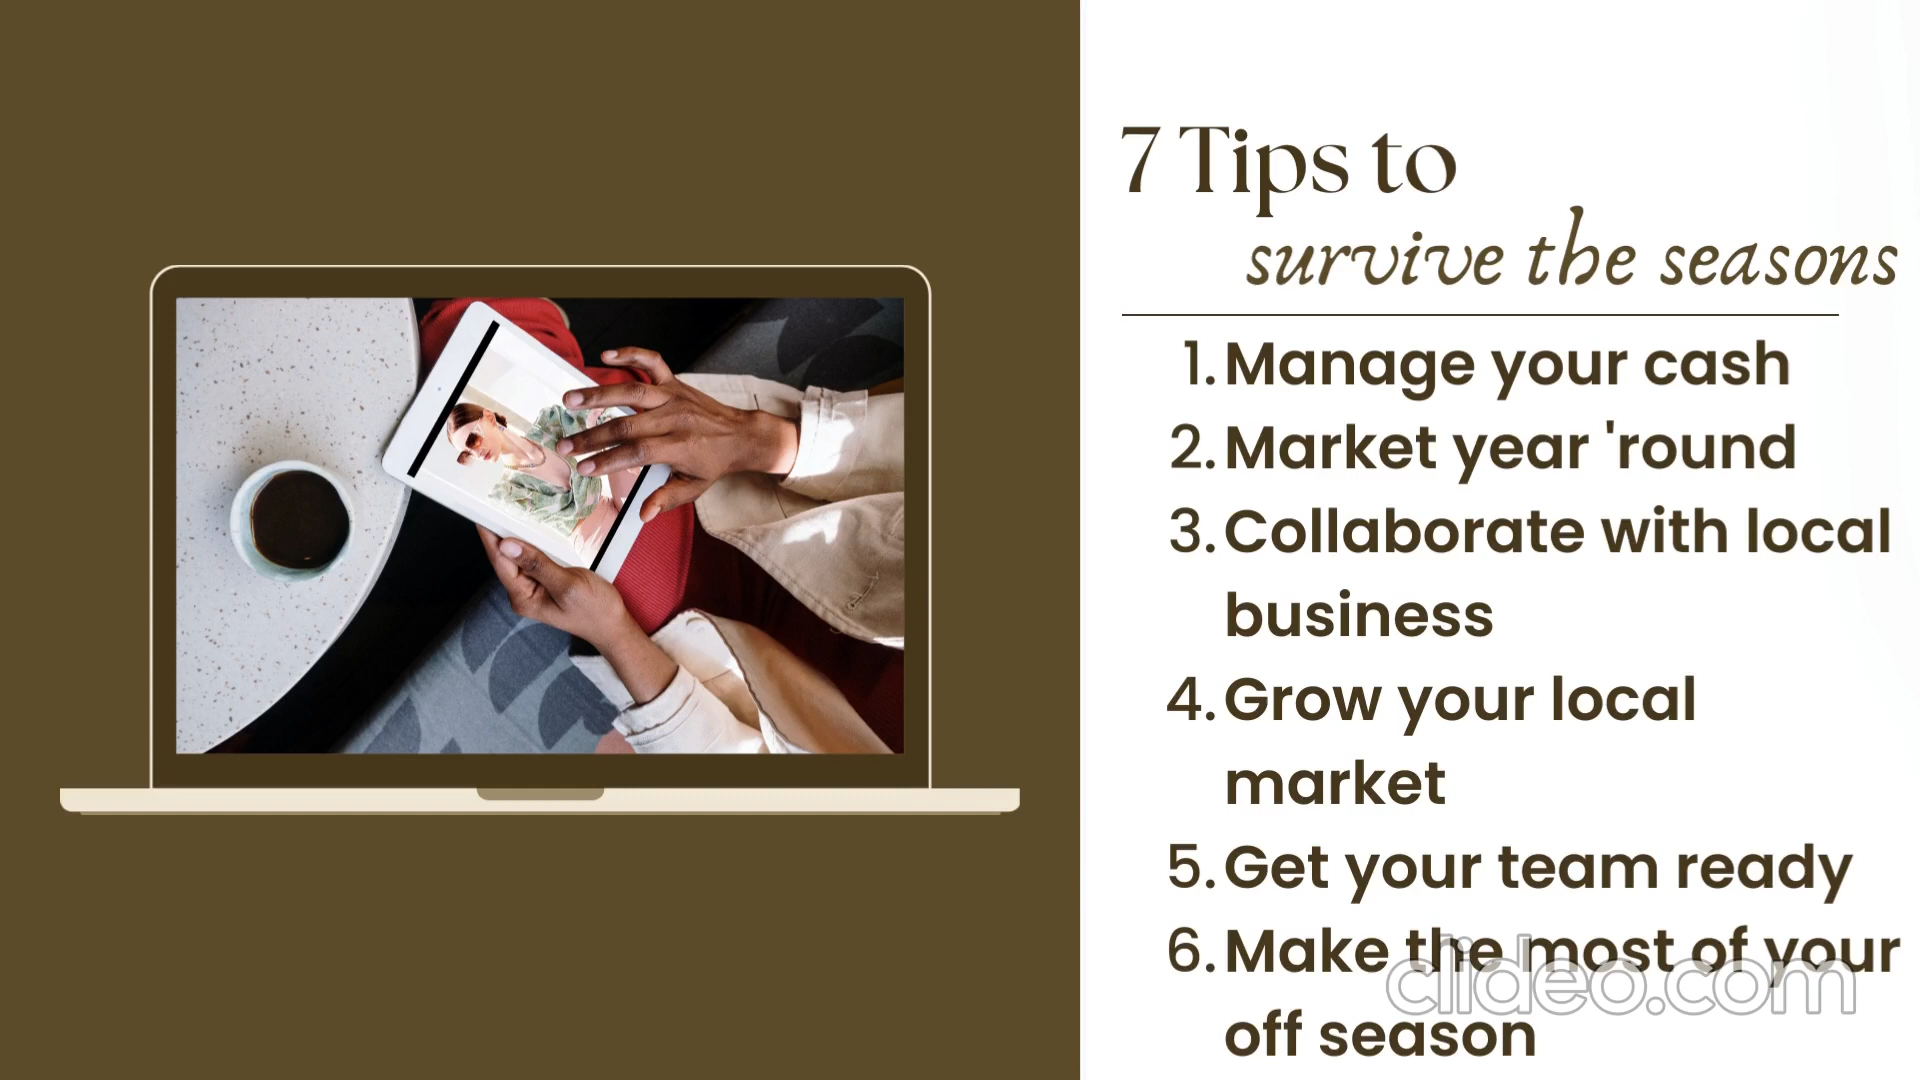 7 Tips to
survive the seasons
1. Manage your cash
2. Market year 'round
3. Collaborate with local
business
4. Grow your local
market
5. Get your team ready
6. Make the most of your
off season
clideo.com